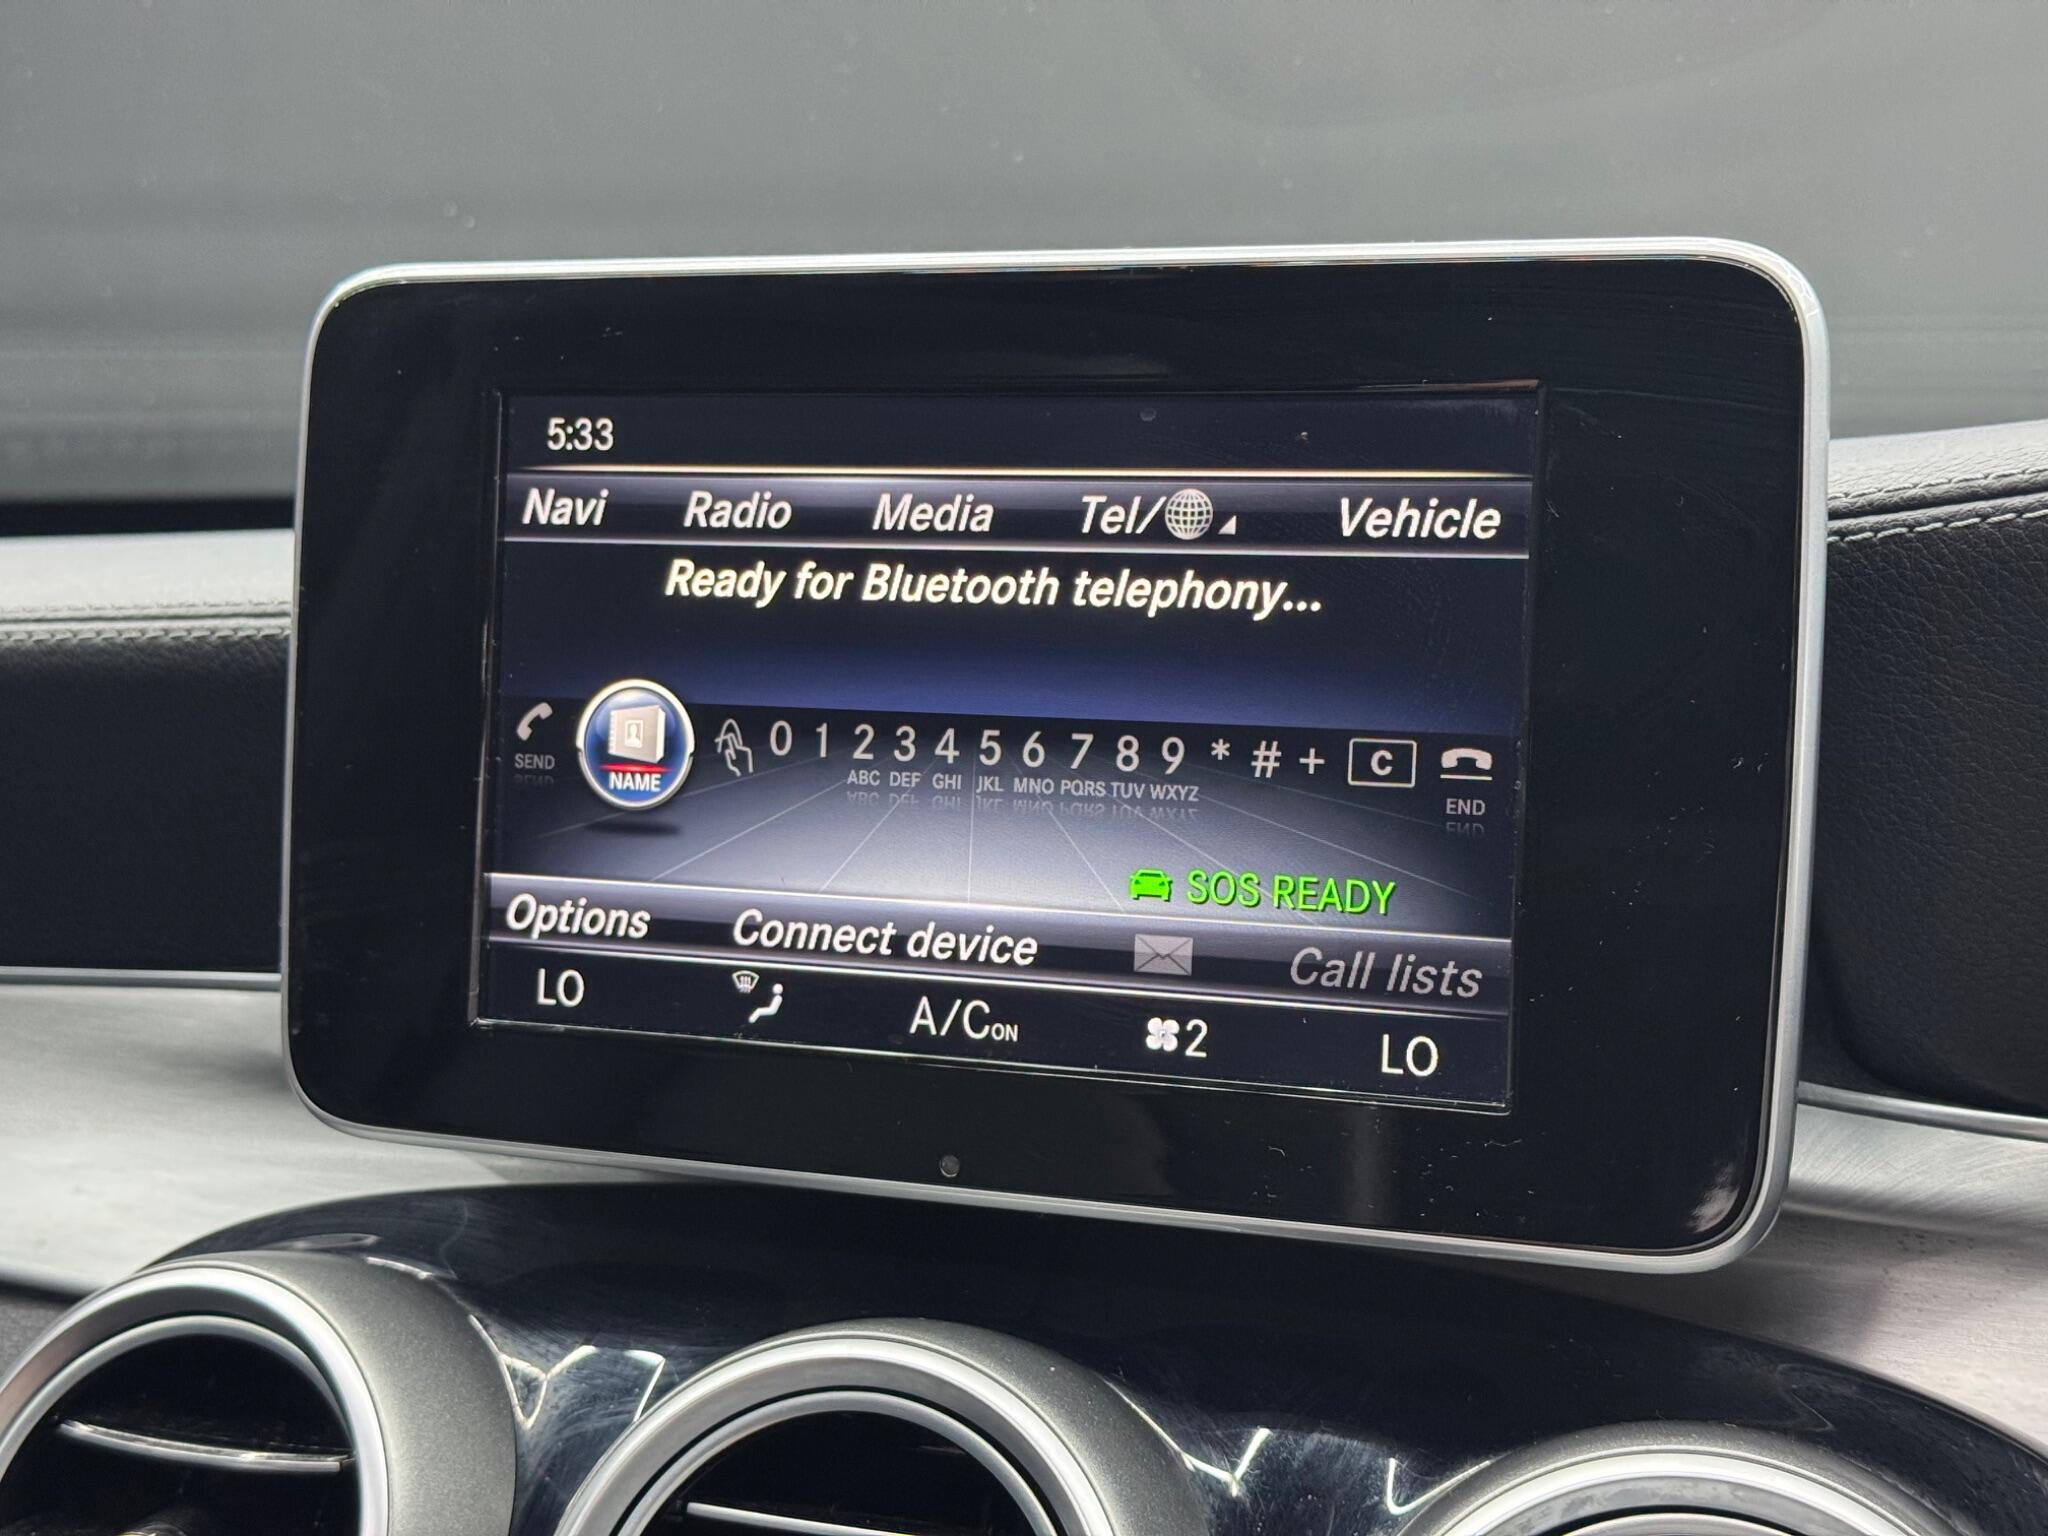 5:33
Navi Radio Media Tel/ Vehicle
Ready for Bluetooth telephony...
0 1 2 3 4 5 6 7 8 9 * # + C
SEND NAME ABC DEF GHI JKL MNO PQRS TUV WXYZ END
SOS READY
Options Connect device Call lists
LO A/C ON 2 LO